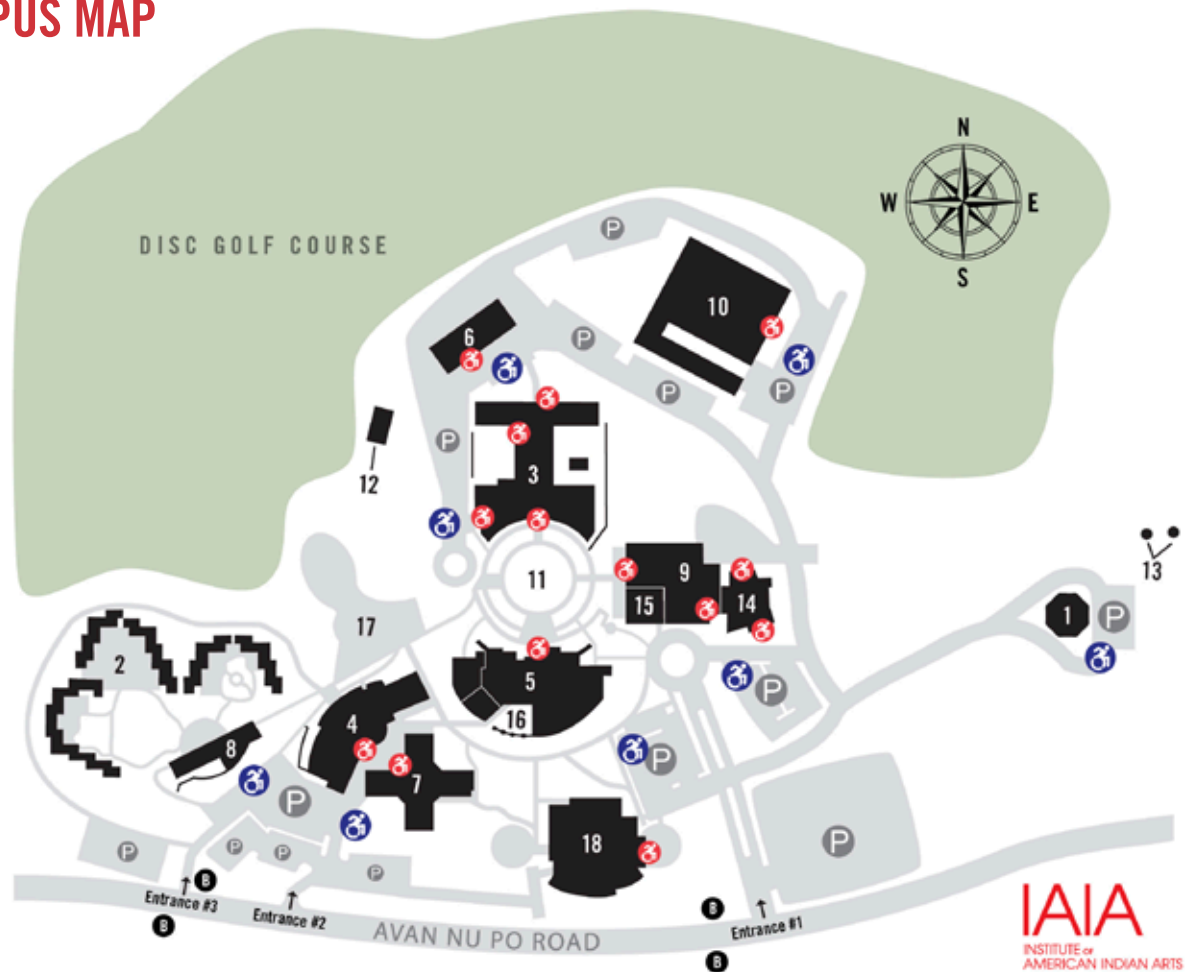 PUS MAP
N
W E
S
DISC GOLF COURSE
P
10
6
P
P
P
P
3
12
13
11
9
15
14
1
P
17
2
5
16
4
8
7
P
P
P
18
P
P
P
P
P
B
Entrance #3
B
Entrance #2
AVAN NU PO ROAD
B
Entrance #1
B
IAIA
INSTITUTE OF
AMERICAN INDIAN ARTS